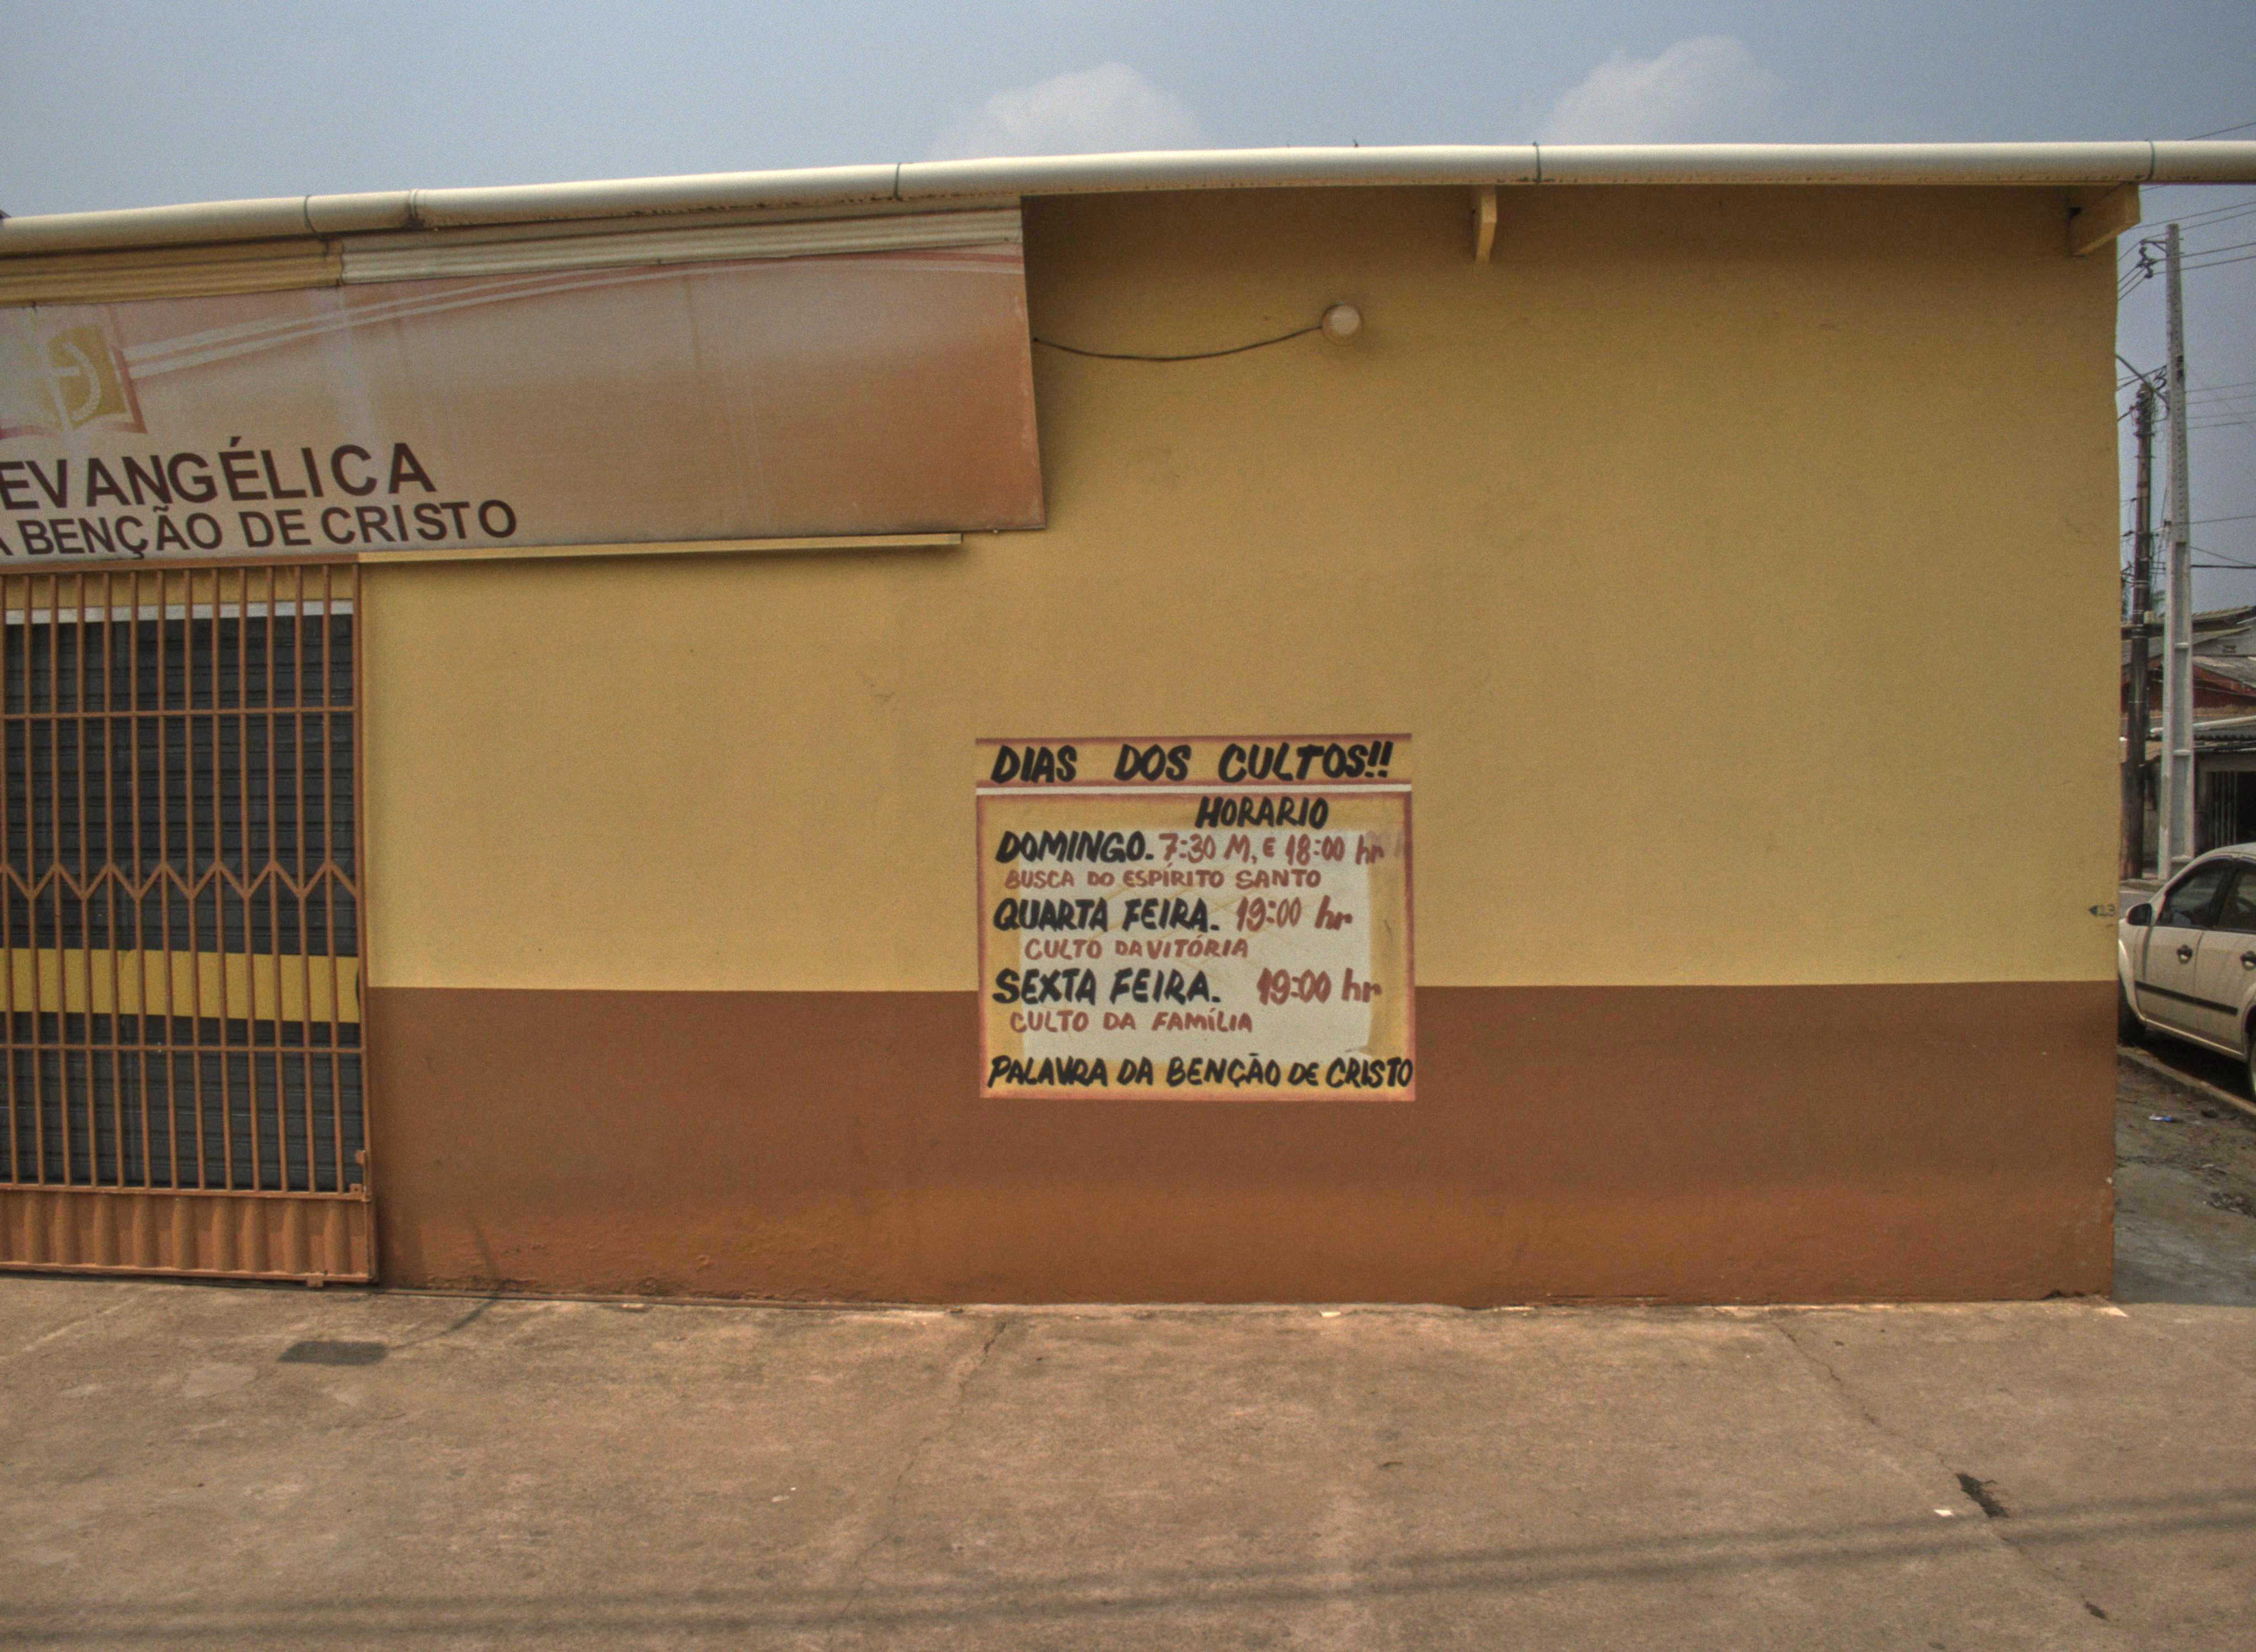 EVANGÉLICA
A BENÇÃO DE CRISTO
DIAS DOS CULTOS!!
HORARIO
DOMINGO. 7:30 M, E 18:00 hr
BUSCA DO ESPÍRITO SANTO
QUARTA FEIRA. 19:00 hr
CULTO DA VITÓRIA
SEXTA FEIRA. 19:00 hr
CULTO DA FAMÍLIA
PALAVRA DA BENÇÃO DE CRISTO
13